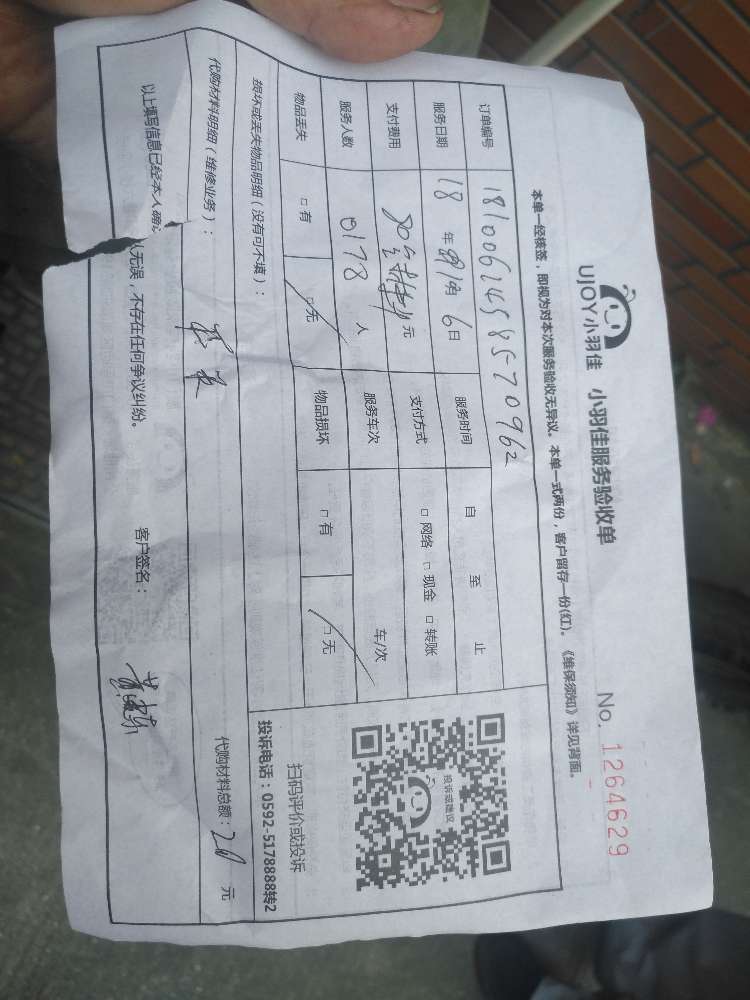 UJOY小羽佳 小羽佳服务验收单
No. 1264629
本单一经核签，即视为对本次服务验收无异议。本单一式两份，客户留存一份(红)。《维保须知》详见背面。
订单编号 1810061458570962
服务日期 18 年 月 6 日 服务时间 自 至 止
支付费用 80 元 支付方式 □ 网络 □ 现金 □ 转账
服务人数 0178 人 服务车次 车/次
物品丢失 □ 有 □ 无 物品损坏 □ 有 □ 无
投诉或建议
扫码评价或投诉
投诉电话：0592-5178888转2
损坏或丢失物品明细（没有可不填）：
代购材料明细（维修业务）： 代购材料总额：20 元
以上填写信息已经本人确认无误，不存在任何争议纠纷。 客户签名：